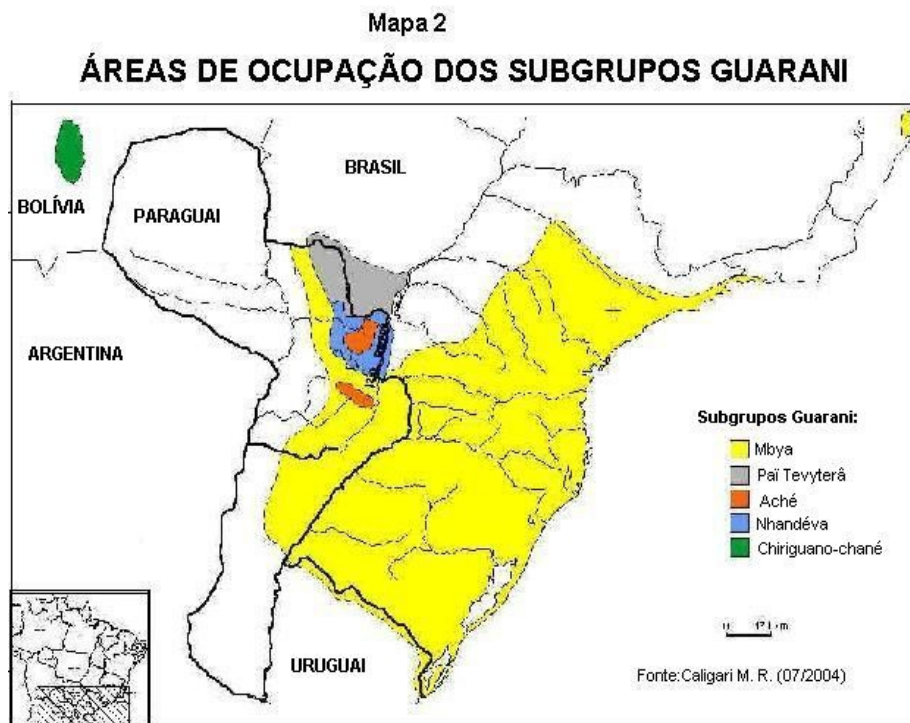 Mapa 2
ÁREAS DE OCUPAÇÃO DOS SUBGRUPOS GUARANI
BRASIL
BOLÍVIA
PARAGUAI
ARGENTINA
Subgrupos Guarani:
Mbya
Paï Tevyterâ
Aché
Nhandéva
Chiriguano-chané
URUGUAI
Fonte:Caligari M. R. (07/2004)